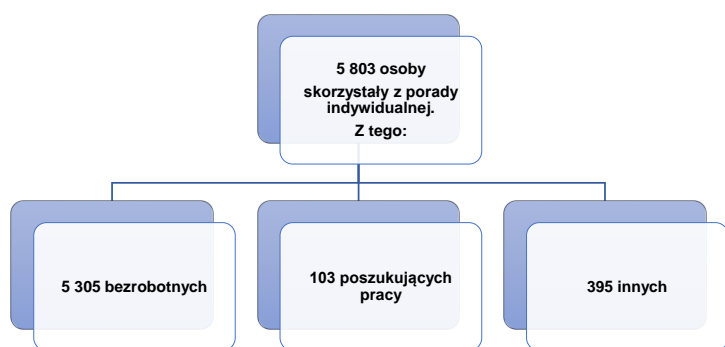 5 803 osoby
skorzystały z porady
indywidualnej.
Z tego:
5 305 bezrobotnych
103 poszukujących
pracy
395 innych